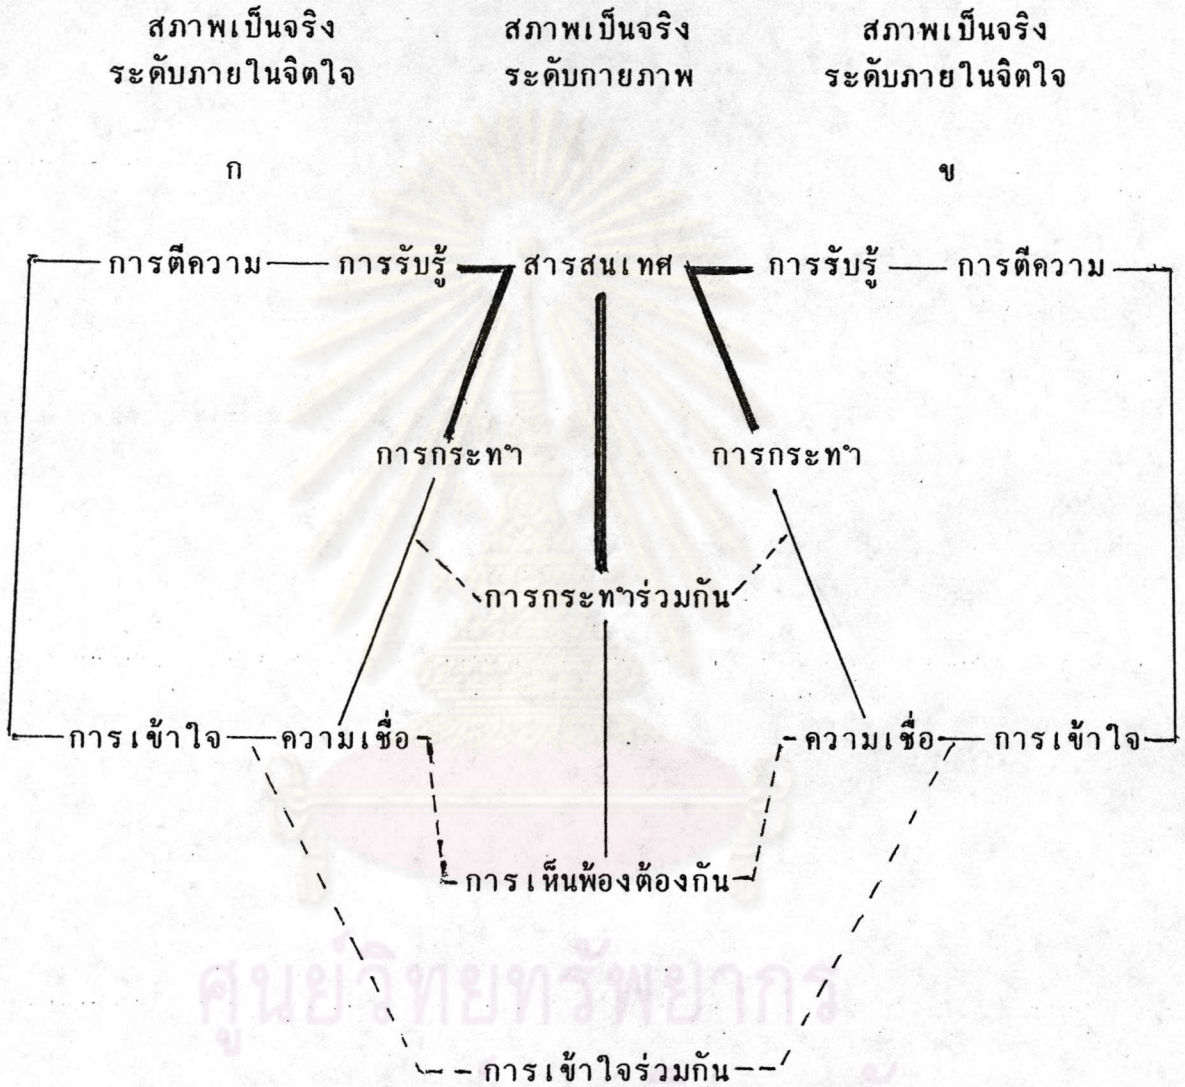 สภาพเป็นจริง สภาพเป็นจริง สภาพเป็นจริง
ระดับภายในจิตใจ ระดับกายภาพ ระดับภายในจิตใจ
ก ข
การตีความ การรับรู้ สารสนเทศ การรับรู้ การตีความ
การกระทำ การกระทำ
การกระทำร่วมกัน
การเข้าใจ ความเชื่อ ความเชื่อ การเข้าใจ
การเห็นพ้องต้องกัน
ศูนย์วิทยทรัพยากร
การเข้าใจร่วมกัน